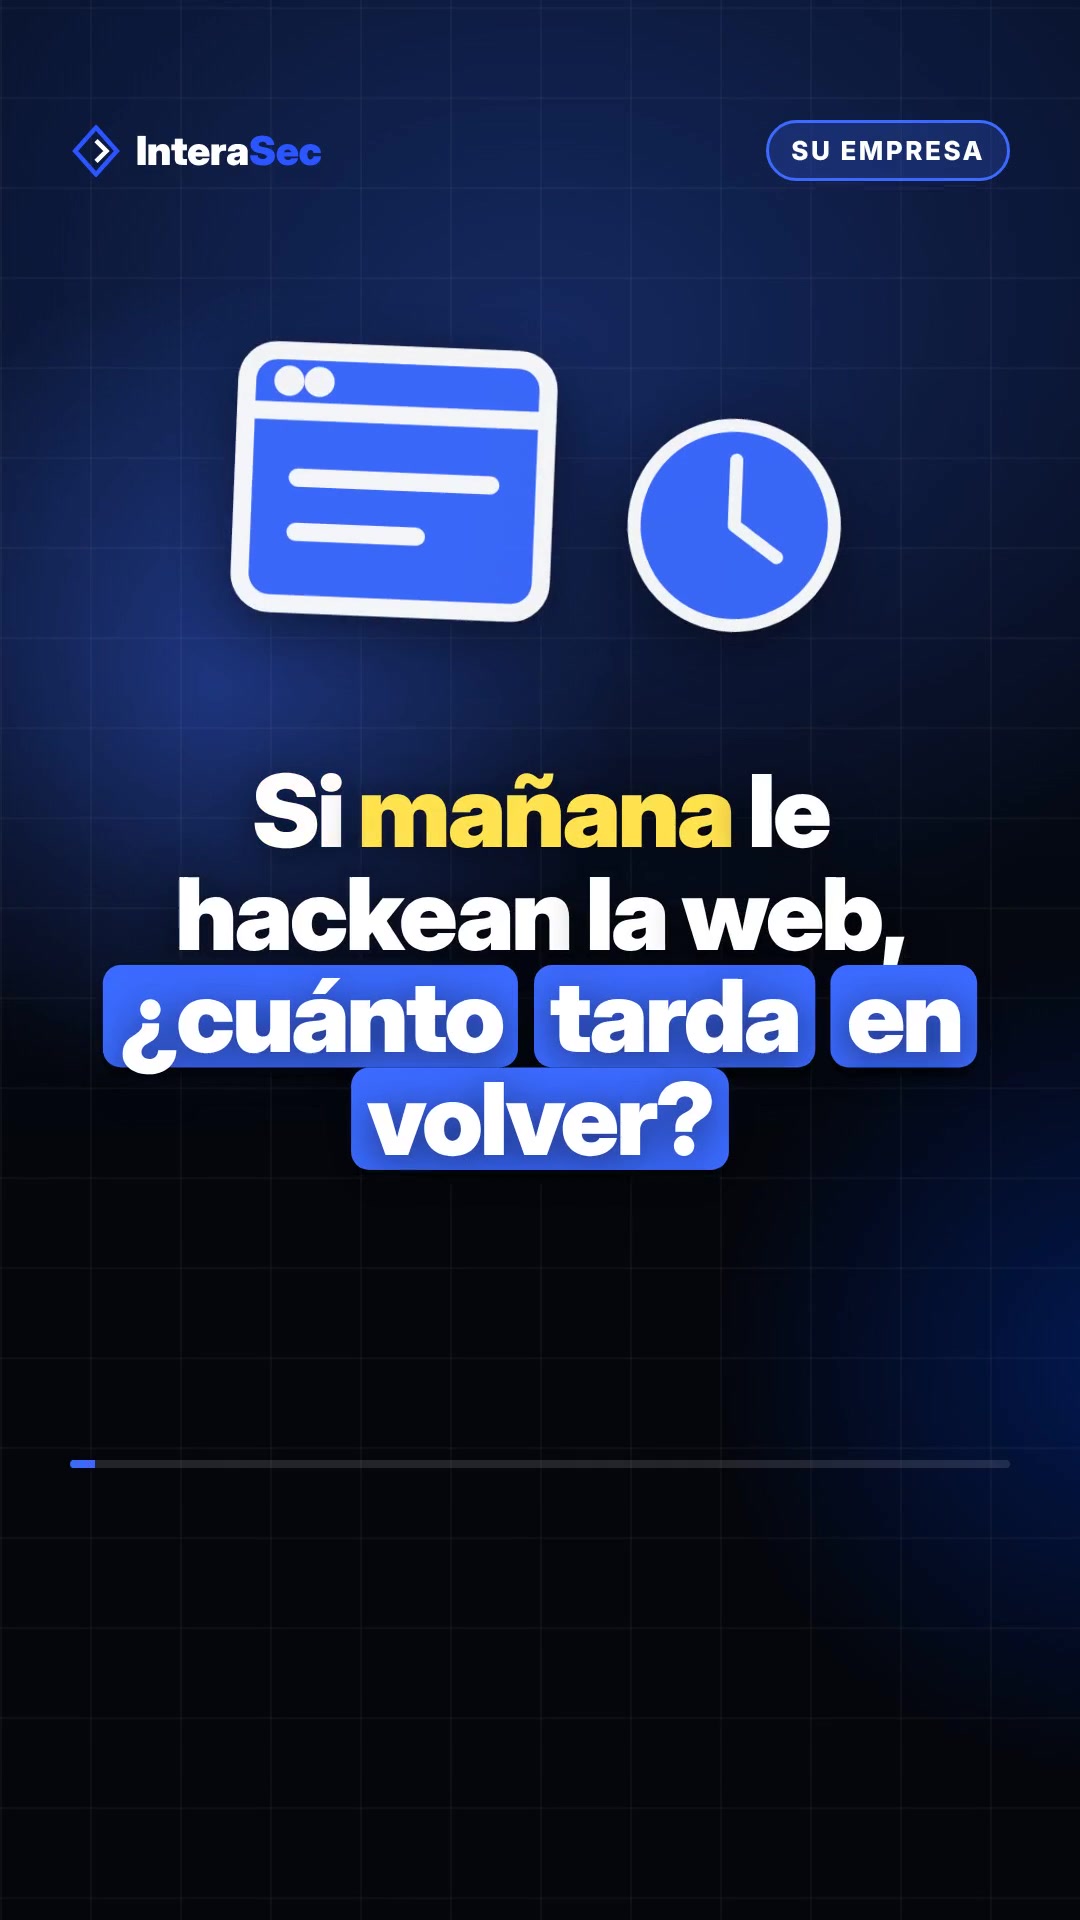 InteraSec
SU EMPRESA
Si mañana le
hackean la web,
¿cuánto tarda en
volver?